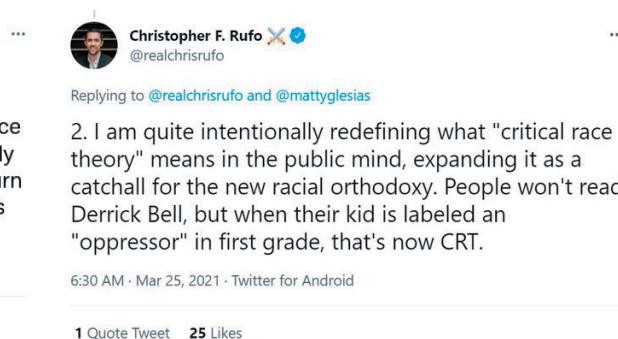 ce
ly
urn
s
Christopher F. Rufo
@realchrisrufo
Replying to @realchrisrufo and @mattyglesias
2. I am quite intentionally redefining what "critical race
theory" means in the public mind, expanding it as a
catchall for the new racial orthodoxy. People won't read
Derrick Bell, but when their kid is labeled an
"oppressor" in first grade, that's now CRT.
6:30 AM · Mar 25, 2021 · Twitter for Android
1 Quote Tweet 25 Likes